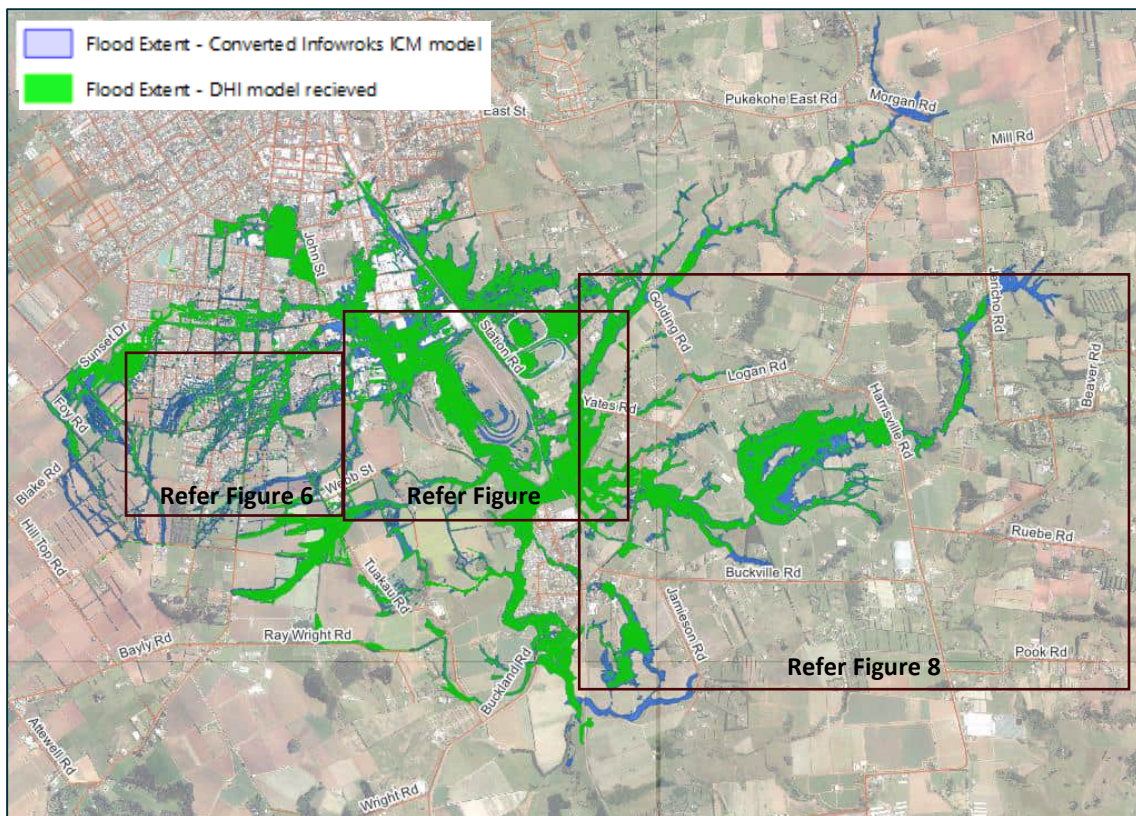 Flood Extent - Converted Infowroks ICM model
Flood Extent - DHI model recieved
East St
Pukekohe East Rd
Morgan Rd
Mill Rd
John St
Station Rd
Golding Rd
Jericho Rd
Sunset Dr
Logan Rd
Beaver Rd
Foy Rd
Yates Rd
Harrisville Rd
Blake Rd
Webb St
Refer Figure 6
Refer Figure
Hill Top Rd
Ruebe Rd
Tuakau Rd
Buckville Rd
Jamieson Rd
Bayly Rd
Ray Wright Rd
Buckland Rd
Pook Rd
Refer Figure 8
Attewell Rd
Wright Rd